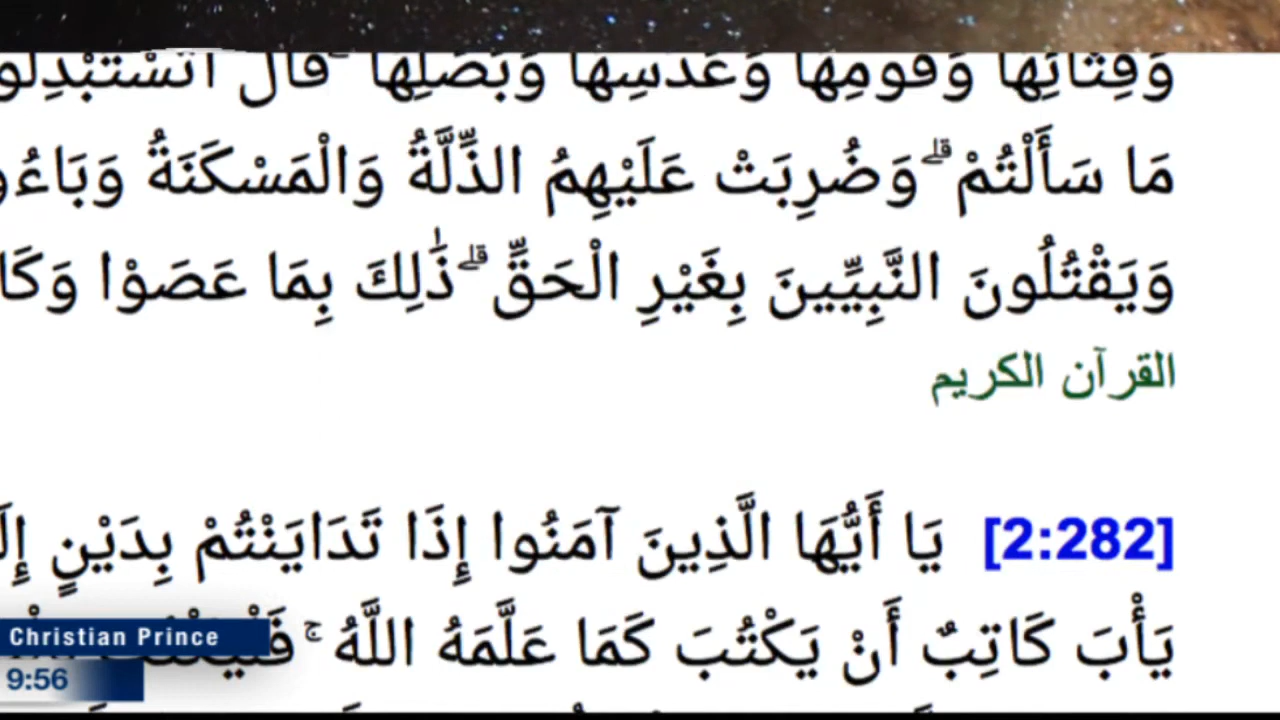 وَقِثَّائِهَا وَفُومِهَا وَعَدَسِهَا وَبَصَلِهَا ۖ قَالَ
مَا سَأَلْتُمْ ۗ وَضُرِبَتْ عَلَيْهِمُ الذِّلَّةُ وَالْمَسْكَنَةُ
وَيَقْتُلُونَ النَّبِيِّينَ بِغَيْرِ الْحَقِّ ۗ ذَٰلِكَ بِمَا عَصَوْا
القرآن الكريم
[2:282] يَا أَيُّهَا الَّذِينَ آمَنُوا إِذَا تَدَايَنْتُمْ بِدَيْنٍ
يَأْبَ كَاتِبٌ أَنْ يَكْتُبَ كَمَا عَلَّمَهُ اللَّهُ ۚ
Christian Prince
9:56